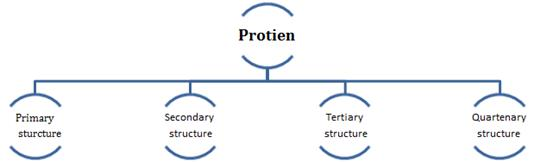 Protien
Primary
sturcture
Secondary
structure
Tertiary
structure
Quartenary
structure